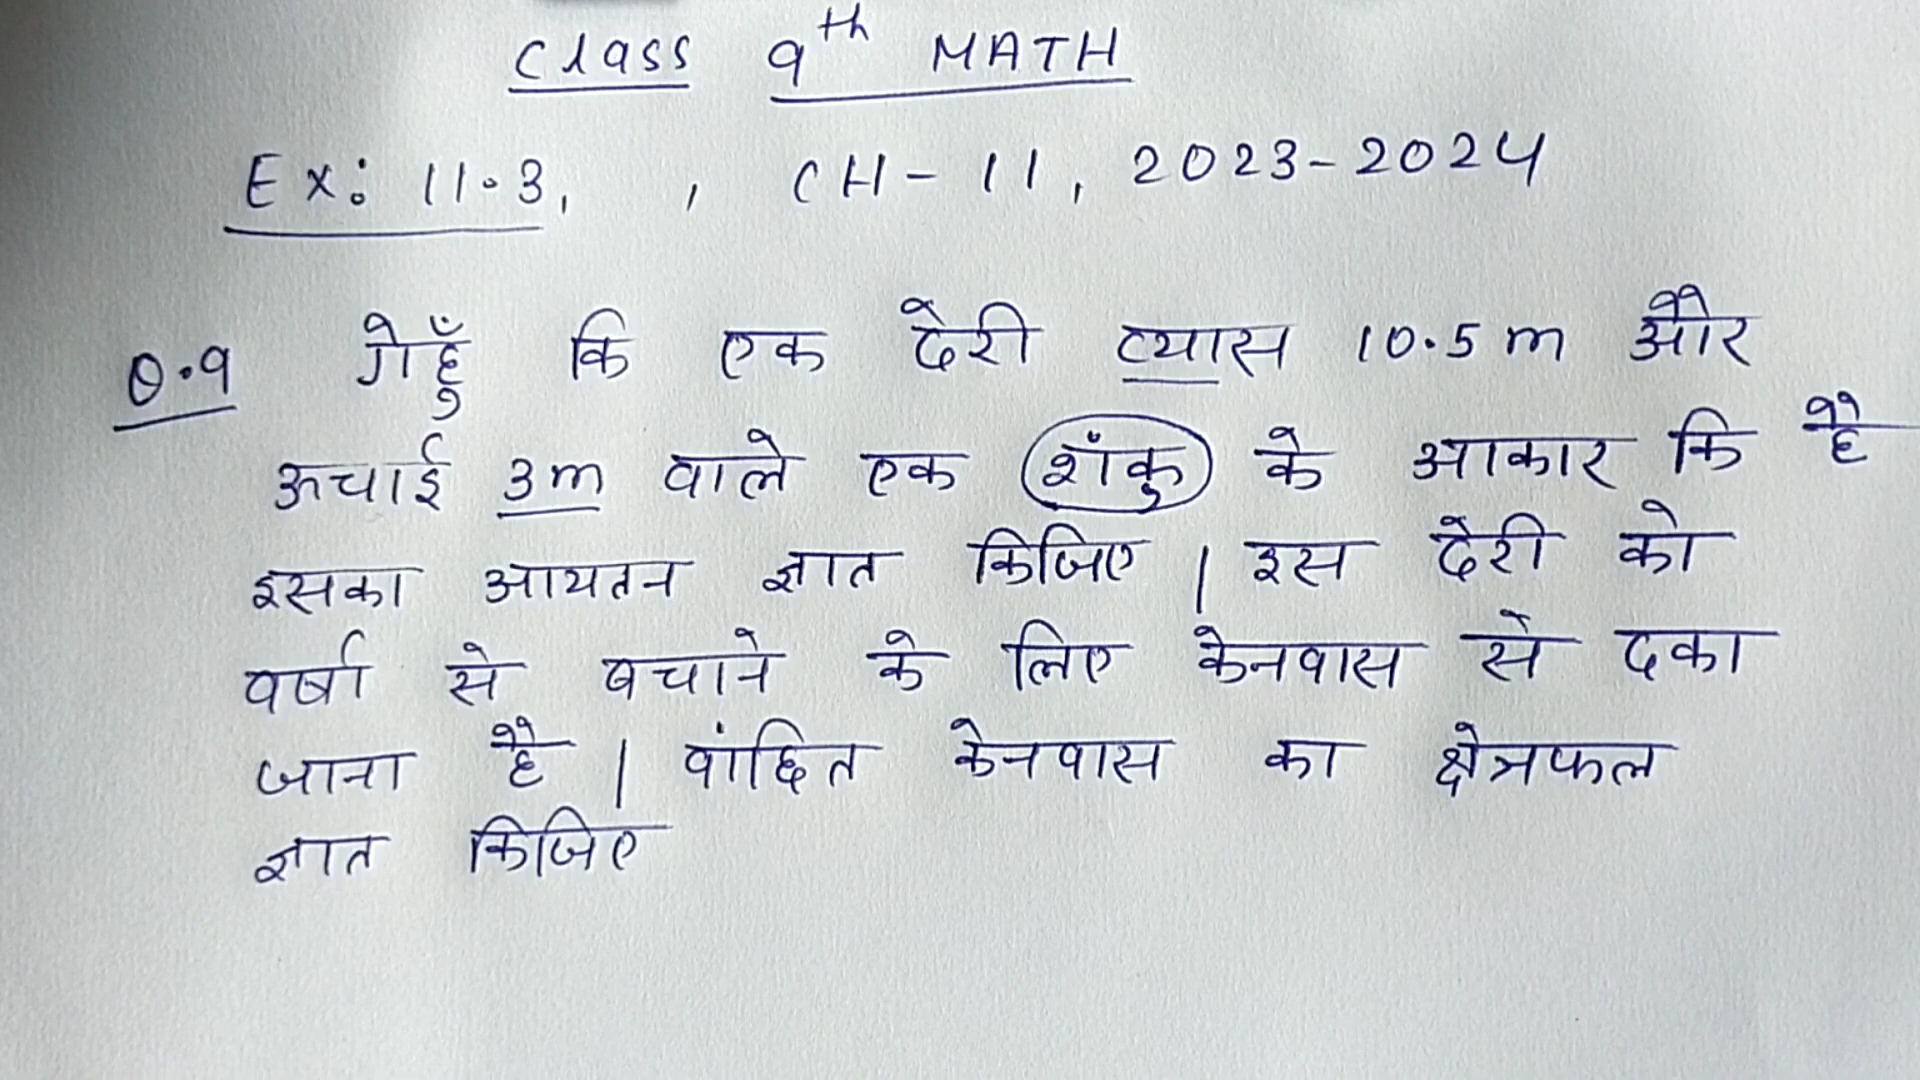 Class 9th MATH
Ex: 11.3, , CH-11, 2023-2024
Q.9 गेहुँ कि एक ढेरी व्यास 10.5 m और
ऊचाई 3m वाले एक शंकु के आकार कि है
इसका आयतन ज्ञात किजिए | इस ढेरी को
वर्षा से बचाने के लिए केनवास से ढका
जाना है | वांछित केनवास का क्षेत्रफल
ज्ञात किजिए